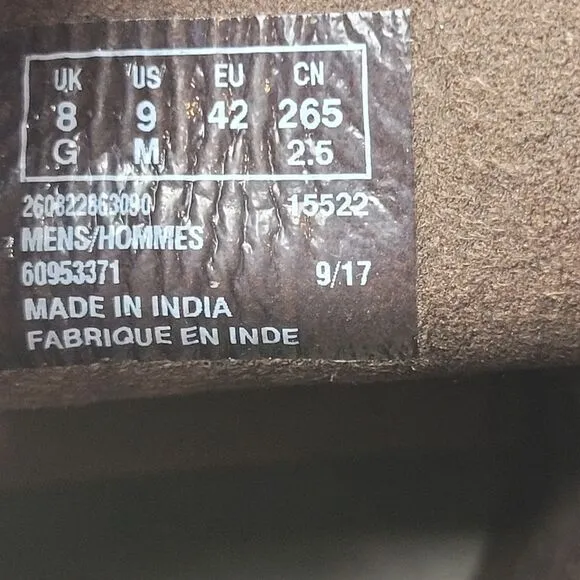 UK US EU CN
8 9 42 265
G M 2.5
260822863090 15522
MENS/HOMMES
60953371 9/17
MADE IN INDIA
FABRIQUE EN INDE